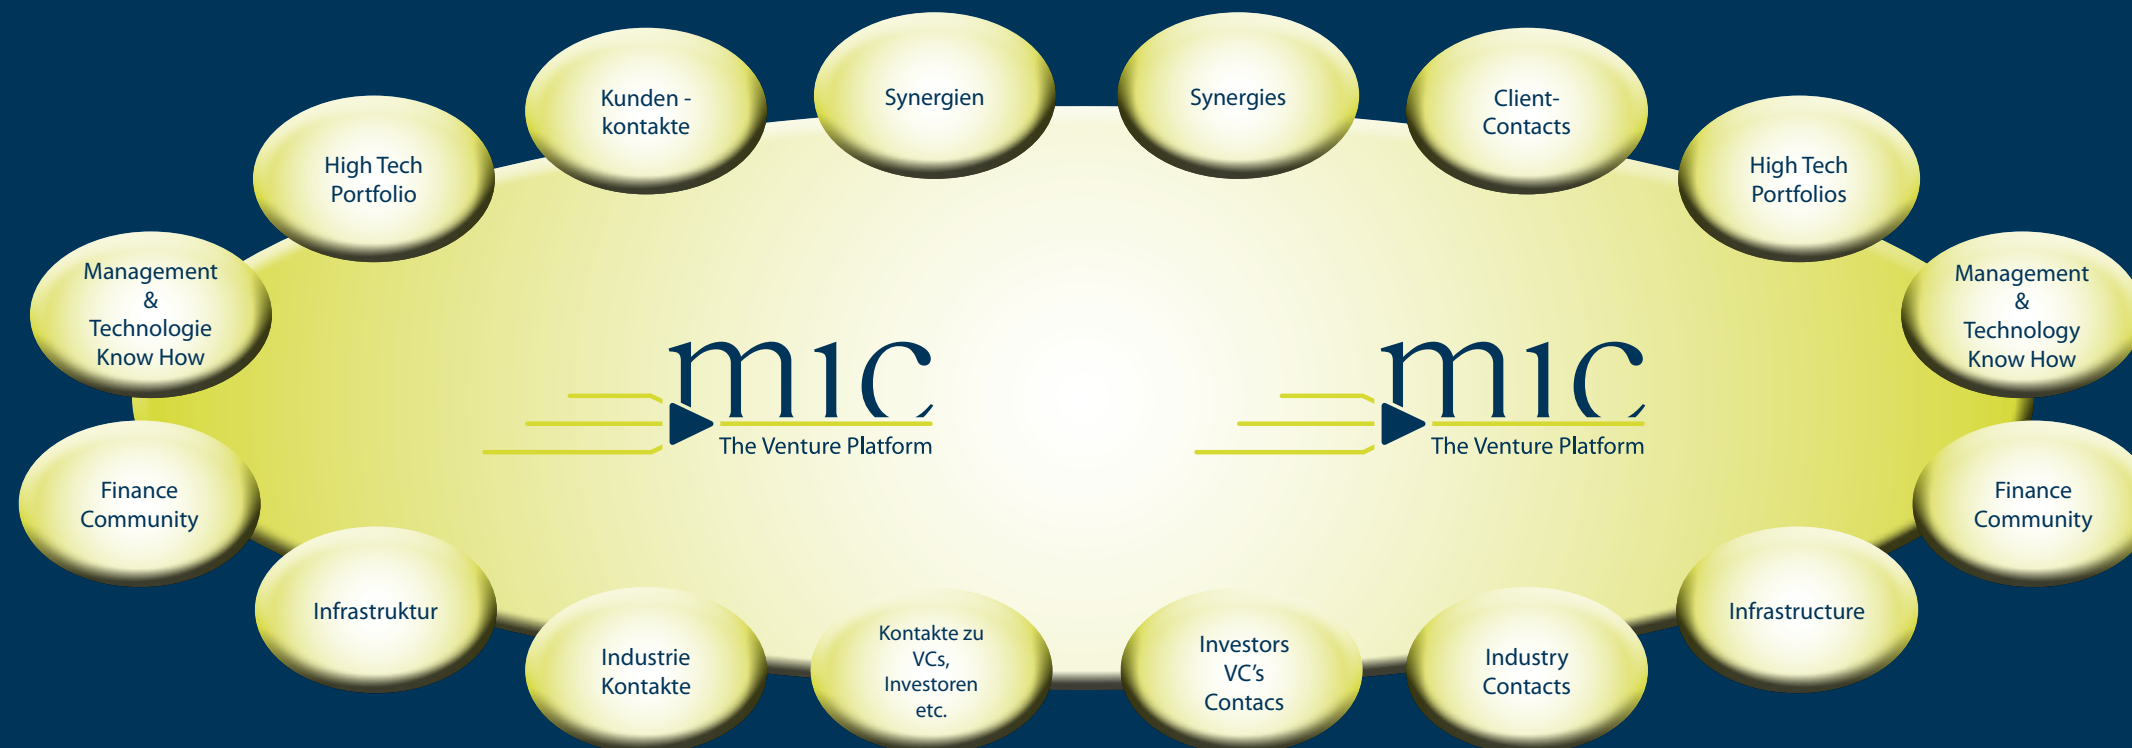 Synergien
Synergies
Kunden -
kontakte
Client-
Contacts
High Tech
Portfolio
High Tech
Portfolios
Management
&
Technologie
Know How
Management
&
Technology
Know How
mic
The Venture Platform
mic
The Venture Platform
Finance
Community
Finance
Community
Infrastruktur
Infrastructure
Industrie
Kontakte
Kontakte zu
VCs,
Investoren
etc.
Investors
VC's
Contacs
Industry
Contacts